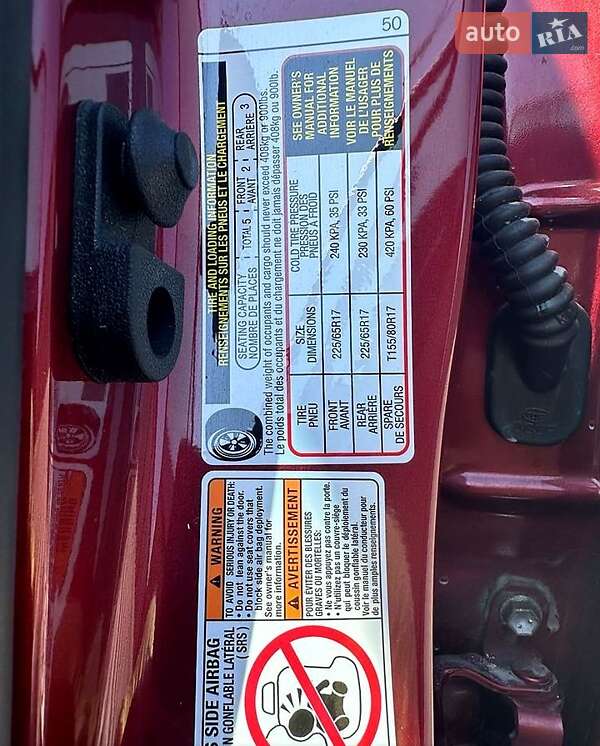 auto RIA .com
50
TIRE AND LOADING INFORMATION
RENSEIGNEMENTS SUR LES PNEUS ET LE CHARGEMENT
SEATING CAPACITY
NOMBRE DE PLACES
TOTAL 5
FRONT
AVANT 2
REAR
ARRIÈRE 3
The combined weight of occupants and cargo should never exceed 408kg or 900lbs.
Le poids total des occupants et du chargement ne doit jamais dépasser 408kg ou 900lb.
TIRE
PNEU
SIZE
DIMENSIONS
COLD TIRE PRESSURE
PRESSION DES
PNEUS A FROID
SEE OWNER'S
MANUAL FOR
ADDITIONAL
INFORMATION
VOIR LE MANUEL
DE L'USAGER
POUR PLUS DE
RENSEIGNEMENTS
FRONT
AVANT
225/65R17
240 KPA, 35 PSI
REAR
ARRIÈRE
225/65R17
230 KPA, 33 PSI
SPARE
DE SECOURS
T155/80R17
420 KPA, 60 PSI
SIDE AIRBAG
GONFLABLE LATÉRAL
(SRS)
WARNING
TO AVOID SERIOUS INJURY OR DEATH:
• Do not lean against the door.
• Do not use seat covers that
block side air bag deployment.
See owner's manual for
more information.
AVERTISSEMENT
POUR ÉVITER DES BLESSURES
GRAVES OU MORTELLES:
• Ne vous appuyez pas contre la porte.
• N'utilisez pas un couvre-siège
qui peut bloquer le déploiement du
coussin gonflable latéral.
Voir le manuel du conducteur pour
de plus amples renseignements.